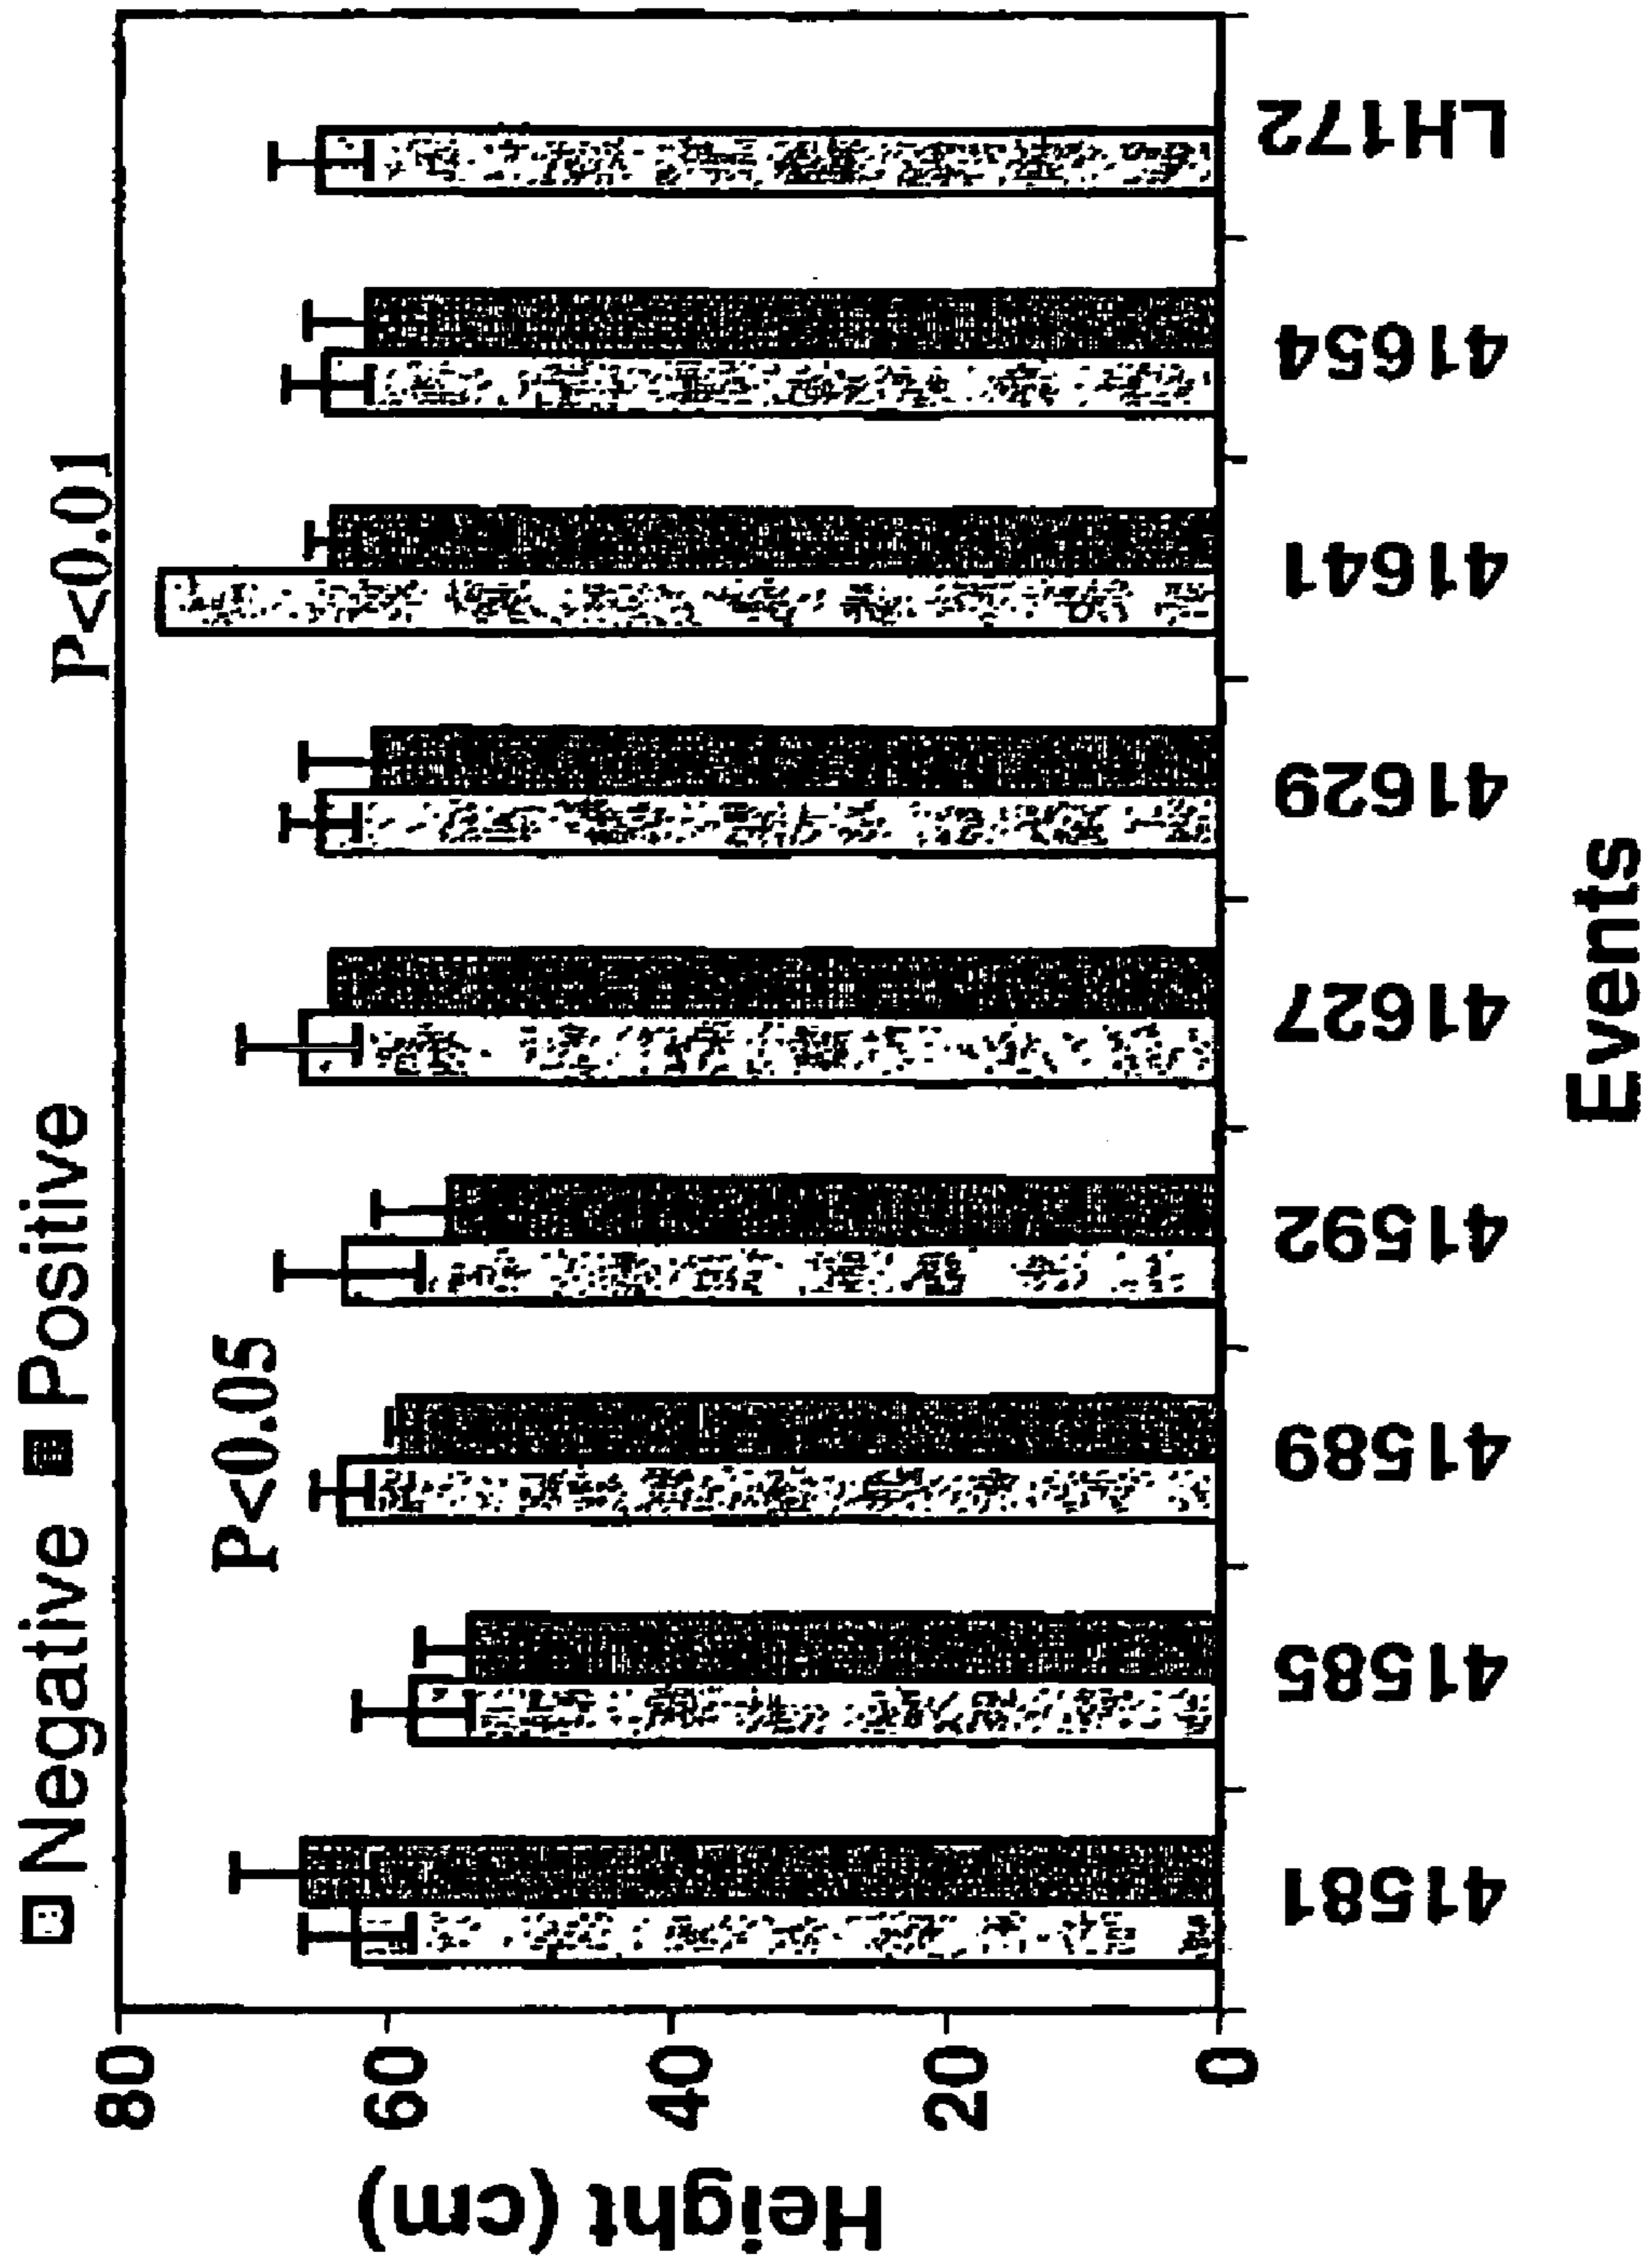 Negative Positive
P<0.01
P<0.05
Height (cm)
80
60
40
20
0
41581
41585
41589
41592
41627
41629
41641
41654
LH172
Events